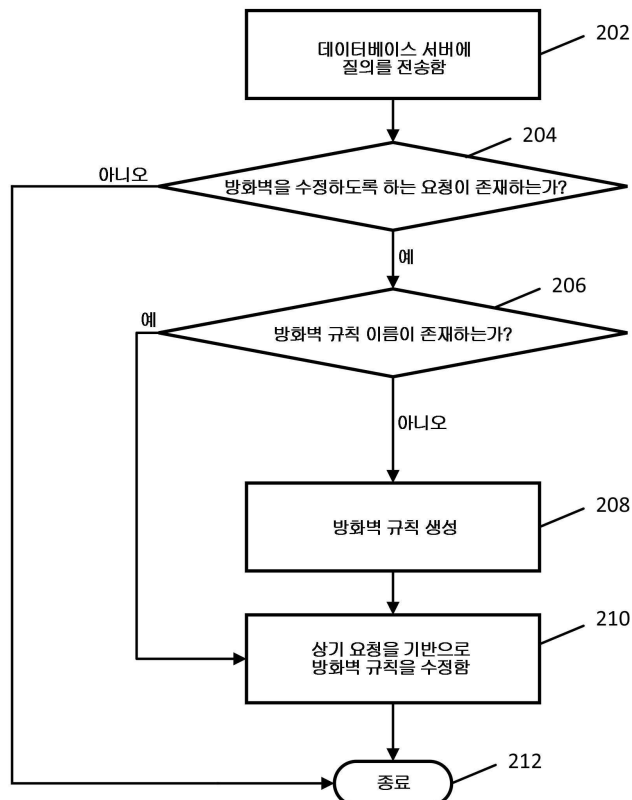 데이터베이스 서버에
질의를 전송함
202
204
아니오
방화벽을 수정하도록 하는 요청이 존재하는가?
예
206
예
방화벽 규칙 이름이 존재하는가?
아니오
방화벽 규칙 생성
208
상기 요청을 기반으로
방화벽 규칙을 수정함
210
종료
212